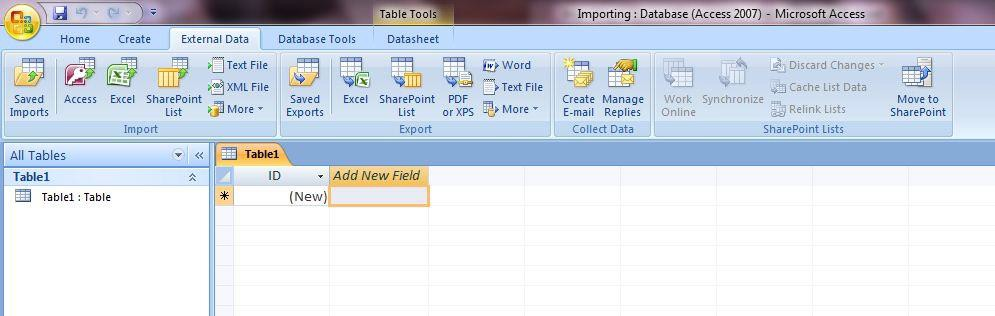 Table Tools
Importing : Database (Access 2007) - Microsoft Access
Home Create External Data Database Tools Datasheet
Saved Imports
Access
Excel
SharePoint List
Text File
XML File
More
Import
Saved Exports
Excel
SharePoint List
PDF or XPS
Word
Text File
More
Export
Create E-mail
Manage Replies
Collect Data
Work Online
Synchronize
Discard Changes
Cache List Data
Relink Lists
Move to SharePoint
SharePoint Lists
All Tables
Table1
Table1 : Table
Table1
ID Add New Field
(New)